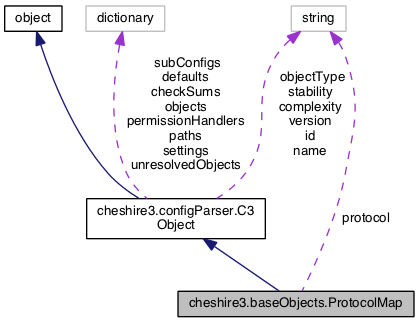 object
dictionary
string
subConfigs
defaults
checkSums
objects
permissionHandlers
paths
settings
unresolvedObjects
objectType
stability
complexity
version
id
name
cheshire3.configParser.C3
Object
protocol
cheshire3.baseObjects.ProtocolMap